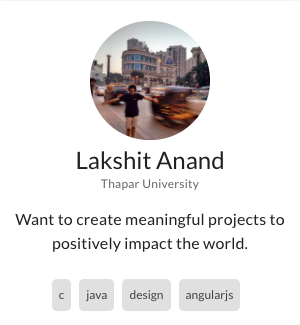 Lakshit Anand
Thapar University
Want to create meaningful projects to
positively impact the world.
c
java
design
angularjs